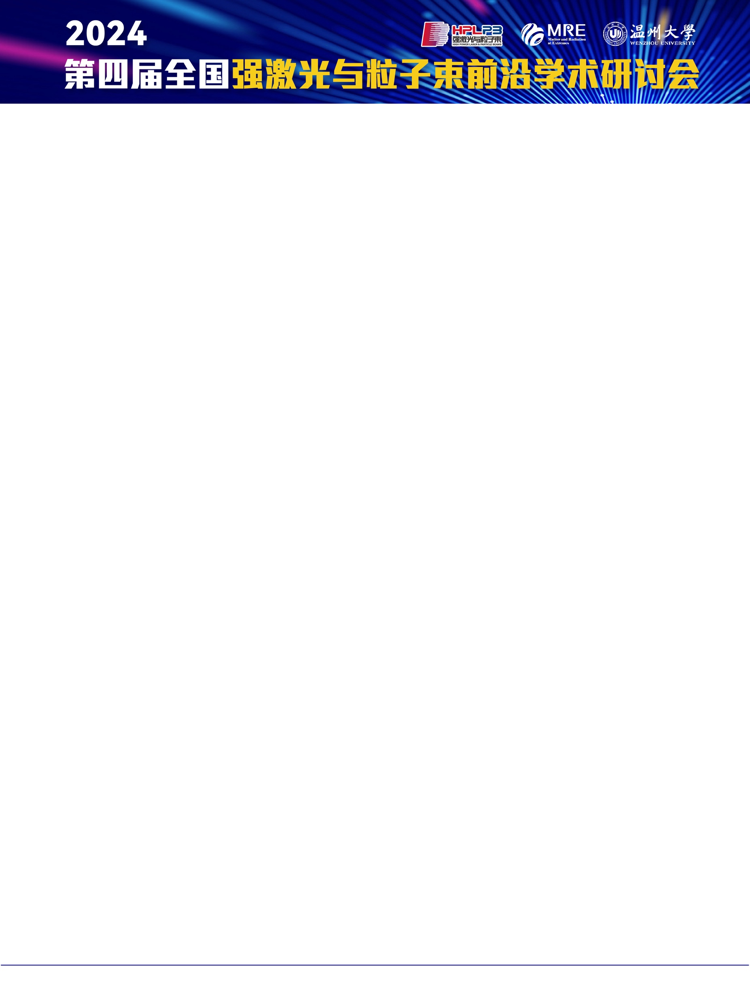 2024
HPLPB
强激光与粒子束
HIGH POWER LASER & PARTICLE BEAMS
MRE
Matter and Radiation
at Extremes
温州大學
WENZHOU UNIVERSITY
第四届全国强激光与粒子束前沿学术研讨会